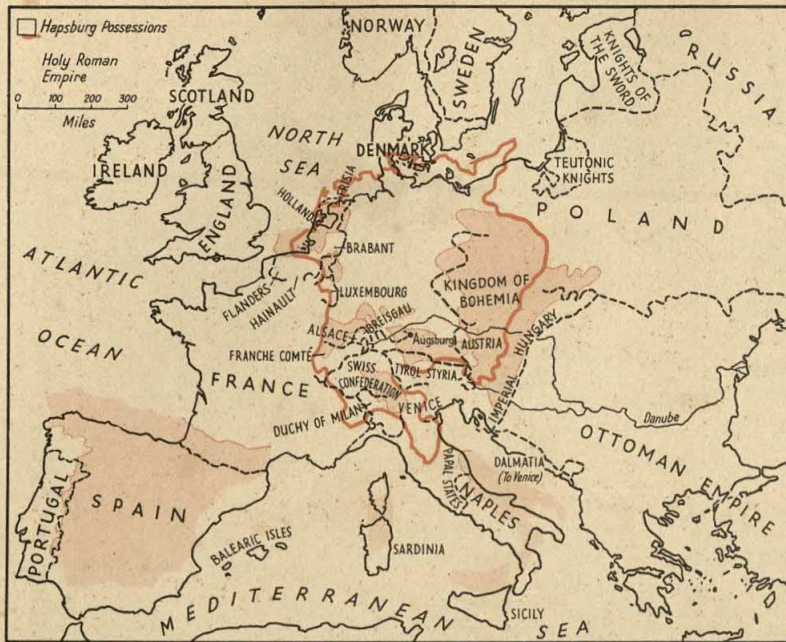 Hapsburg Possessions
Holy Roman
Empire
0 100 200 300
Miles
NORWAY
SWEDEN
KNIGHTS OF
THE SWORD
RUSSIA
SCOTLAND
NORTH
SEA
DENMARK
TEUTONIC
KNIGHTS
IRELAND
ENGLAND
HOLLAND
FRISIA
POLAND
ATLANTIC
OCEAN
BRABANT
FLANDERS
HAINAULT
LUXEMBOURG
KINGDOM OF
BOHEMIA
ALSACE
BREISGAU
Augsburg
AUSTRIA
IMPERIAL HUNGARY
FRANCHE COMTÉ
FRANCE
SWISS
CONFEDERATION
TYROL STYRIA
DUCHY OF MILAN
VENICE
Danube
OTTOMAN EMPIRE
DALMATIA
(To Venice)
PAPAL STATES
NAPLES
PORTUGAL
SPAIN
BALEARIC ISLES
SARDINIA
SICILY
MEDITERRANEAN
SEA